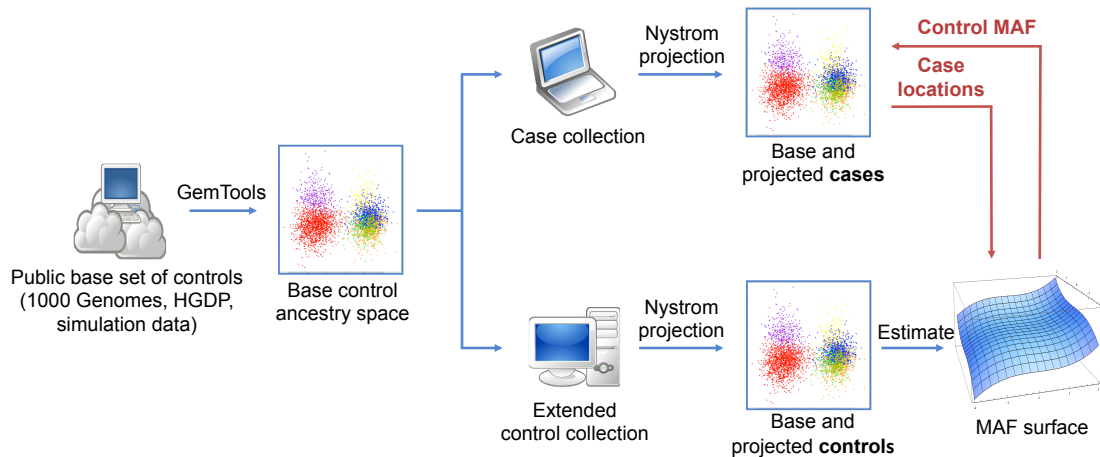 Nystrom
projection
Control MAF
Case
locations
Case collection
Base and
projected cases
GemTools
Public base set of controls
(1000 Genomes, HGDP,
simulation data)
Base control
ancestry space
Nystrom
projection
Estimate
Extended
control collection
Base and
projected controls
MAF surface